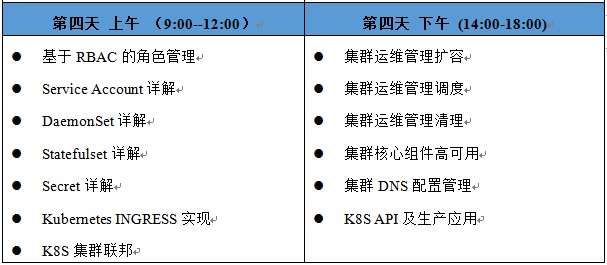 第四天 上午 （9:00--12:00）
基于 RBAC 的角色管理
Service Account 详解
DaemonSet 详解
Statefulset 详解
Secret 详解
Kubernetes INGRESS 实现
K8S 集群联邦
第四天 下午 (14:00-18:00)
集群运维管理扩容
集群运维管理调度
集群运维管理清理
集群核心组件高可用
集群 DNS 配置管理
K8S API 及生产应用